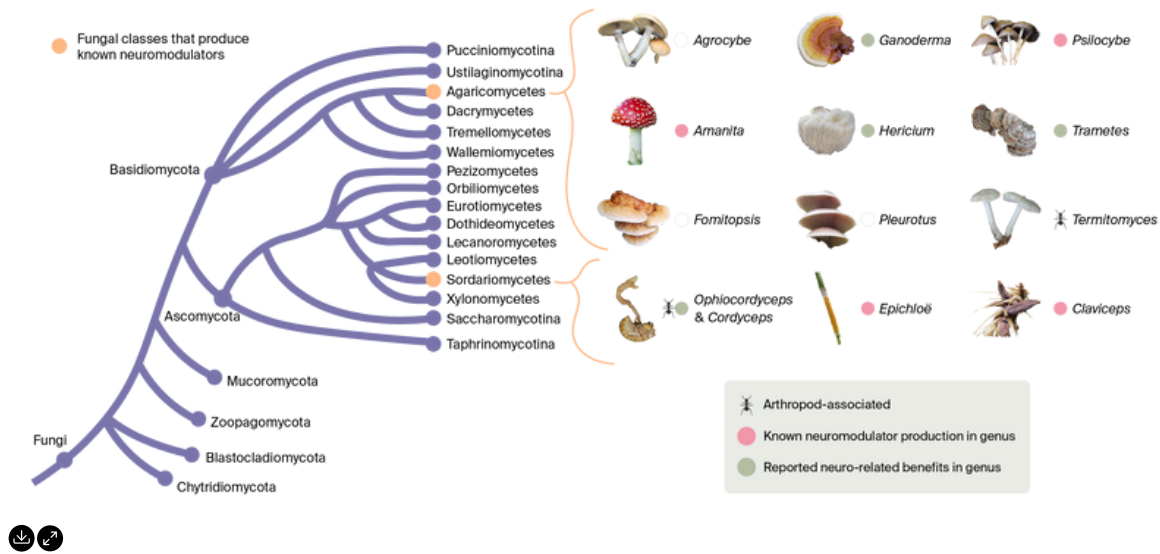 Fungal classes that produce
known neuromodulators
Pucciniomycotina
Ustilaginomycotina
Agaricomycetes
Dacrymycetes
Tremellomycetes
Wallemiomycetes
Pezizomycetes
Orbiliomycetes
Eurotiomycetes
Dothideomycetes
Lecanoromycetes
Leotiomycetes
Sordariomycetes
Xylonomycetes
Saccharomycotina
Taphrinomycotina
Basidiomycota
Ascomycota
Mucoromycota
Zoopagomycota
Blastocladiomycota
Chytridiomycota
Fungi
Agrocybe
Ganoderma
Psilocybe
Amanita
Hericium
Trametes
Fomitopsis
Pleurotus
Termitomyces
Ophiocordyceps
& Cordyceps
Epichloë
Claviceps
Arthropod-associated
Known neuromodulator production in genus
Reported neuro-related benefits in genus